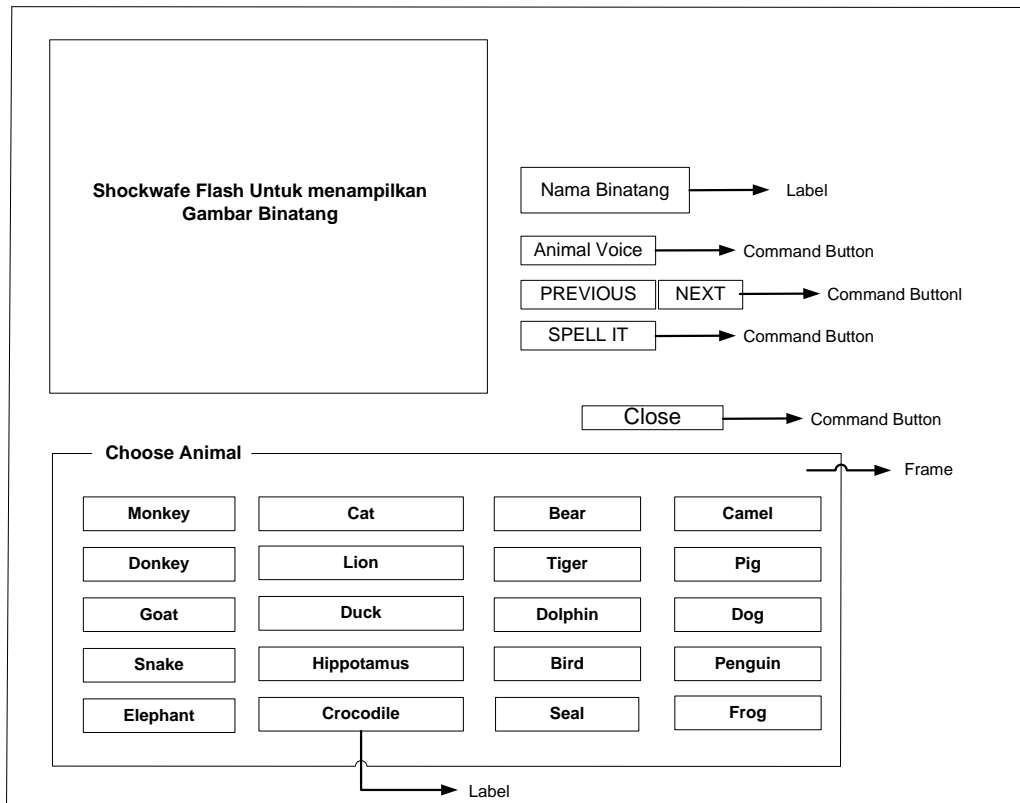 Shockwafe Flash Untuk menampilkan
Gambar Binatang
Nama Binatang
Label
Animal Voice
Command Button
PREVIOUS
NEXT
Command Buttonl
SPELL IT
Command Button
Close
Command Button
Choose Animal
Frame
Monkey
Cat
Bear
Camel
Donkey
Lion
Tiger
Pig
Goat
Duck
Dolphin
Dog
Snake
Hippotamus
Bird
Penguin
Elephant
Crocodile
Seal
Frog
Label